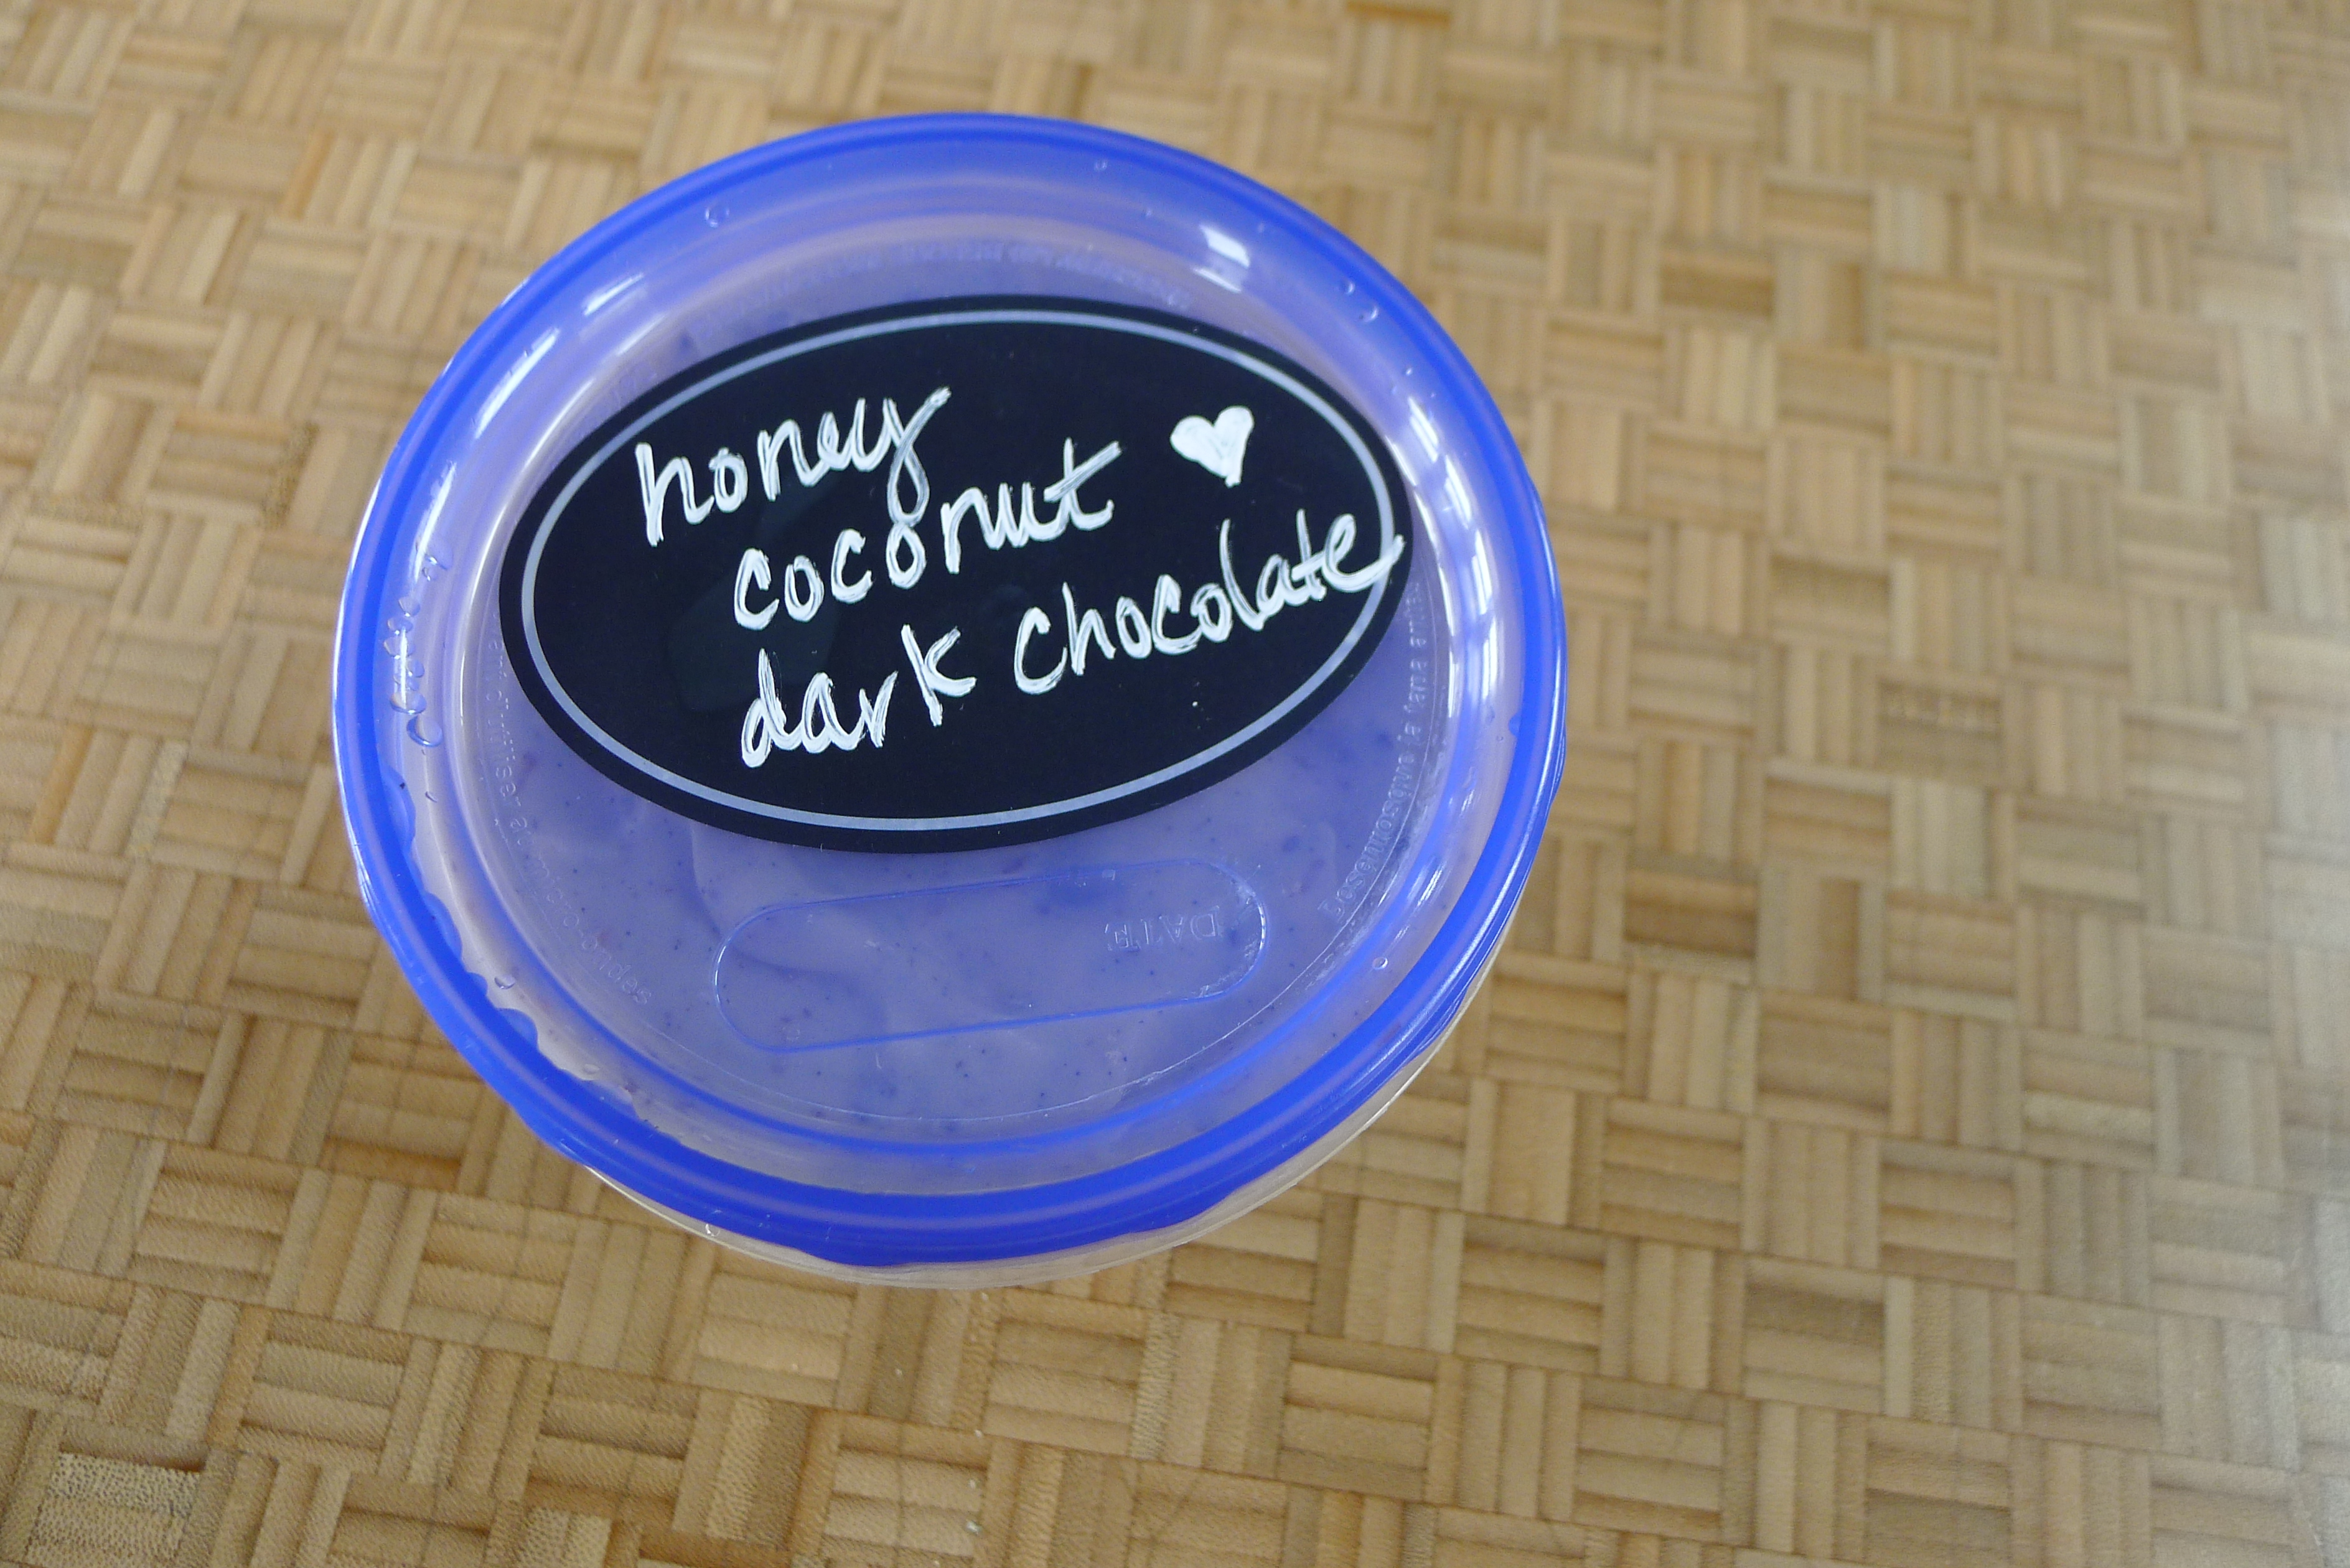 honey
coconut ♥
dark chocolate
DATE